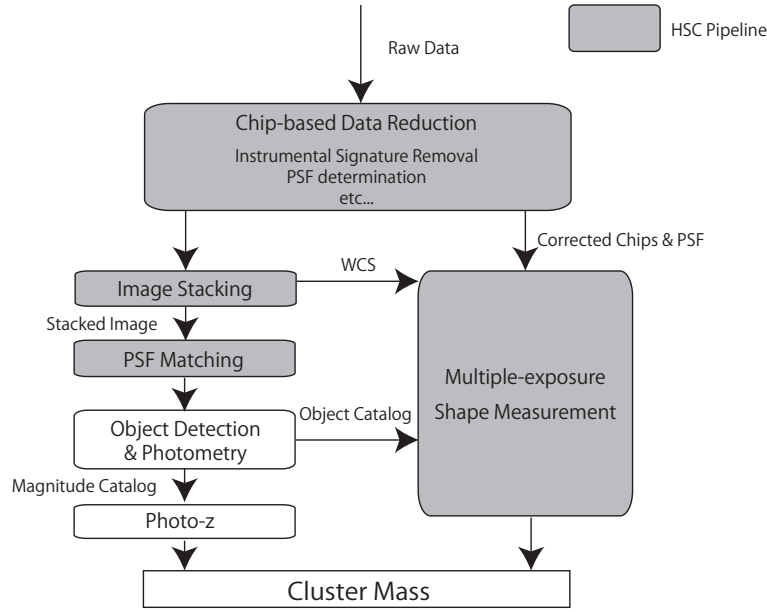 Raw Data
HSC Pipeline
Chip-based Data Reduction
Instrumental Signature Removal
PSF determination
etc...
Corrected Chips & PSF
WCS
Image Stacking
Stacked Image
PSF Matching
Multiple-exposure
Shape Measurement
Object Catalog
Object Detection
& Photometry
Magnitude Catalog
Photo-z
Cluster Mass